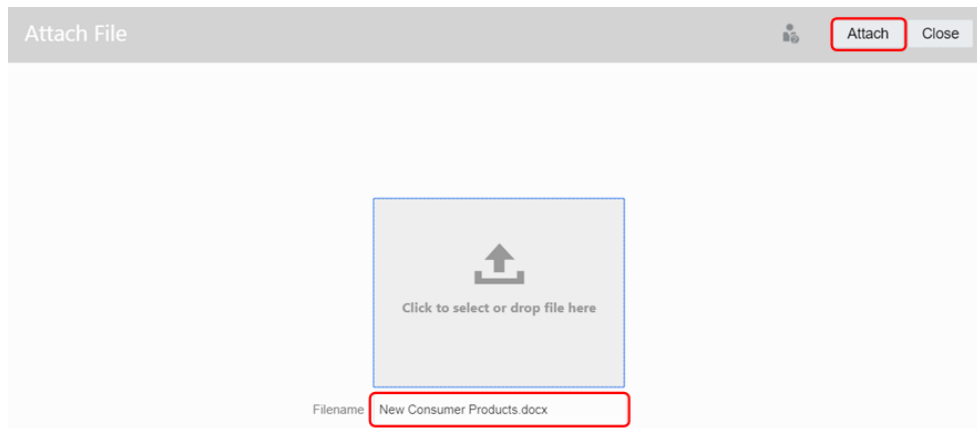 Attach File
Attach
Close
Click to select or drop file here
Filename
New Consumer Products.docx